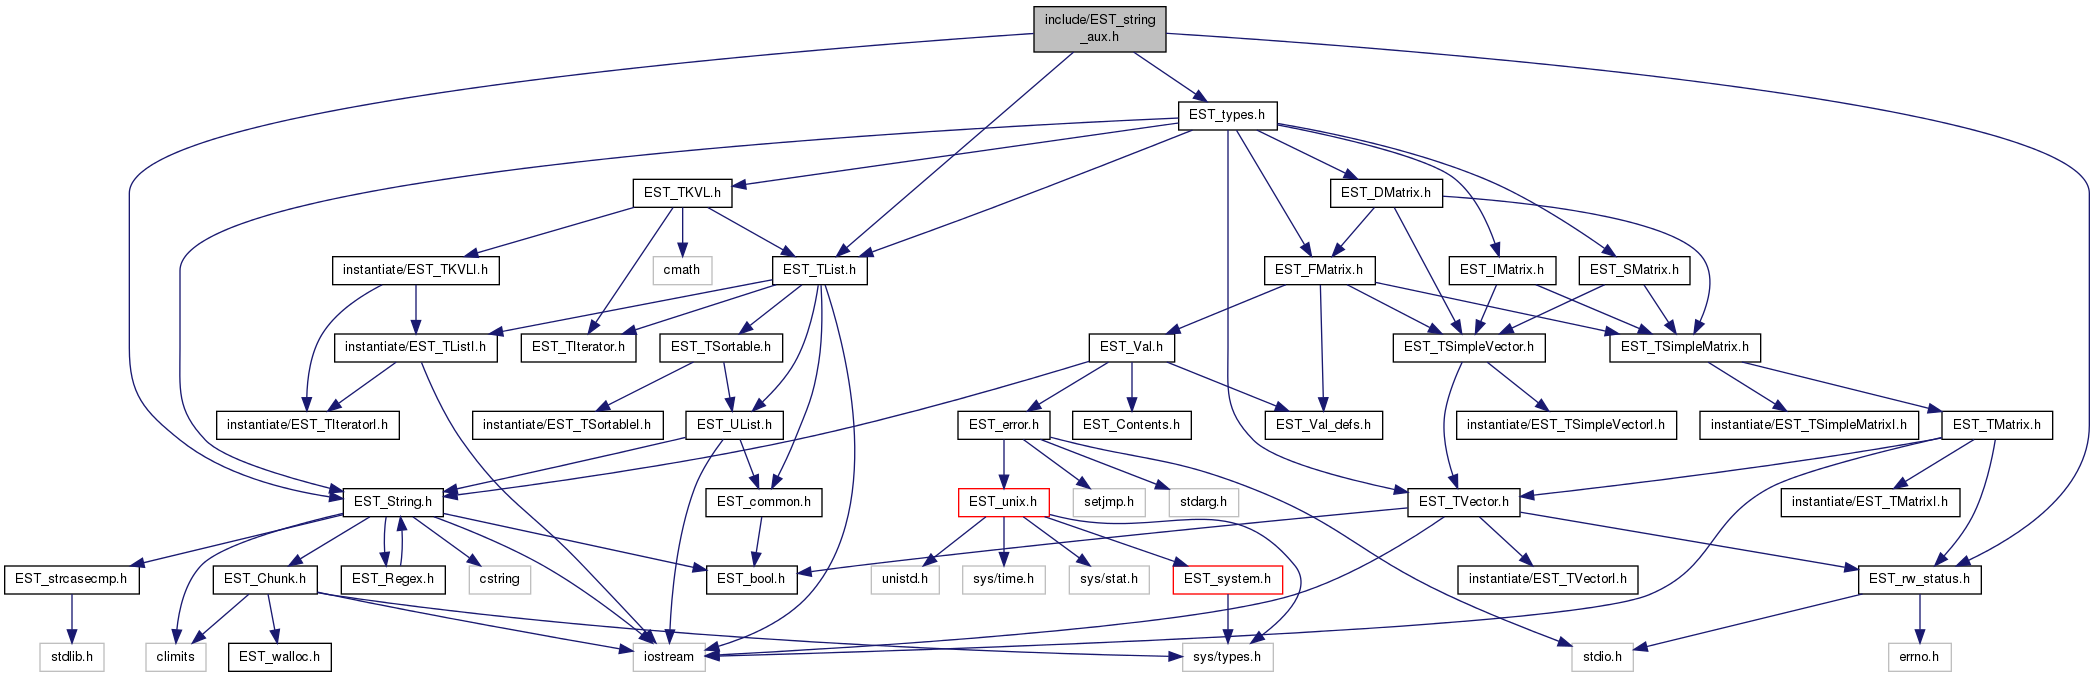 include/EST_string
_aux.h
EST_types.h
EST_TKVL.h
EST_DMatrix.h
instantiate/EST_TKVLI.h
cmath
EST_TList.h
EST_FMatrix.h
EST_IMatrix.h
EST_SMatrix.h
instantiate/EST_TListI.h
EST_TIterator.h
EST_TSortable.h
EST_Val.h
EST_TSimpleVector.h
EST_TSimpleMatrix.h
instantiate/EST_TIteratorI.h
instantiate/EST_TSortableI.h
EST_UList.h
EST_error.h
EST_Contents.h
EST_Val_defs.h
instantiate/EST_TSimpleVectorI.h
instantiate/EST_TSimpleMatrixI.h
EST_TMatrix.h
EST_String.h
EST_common.h
EST_unix.h
setjmp.h
stdarg.h
EST_TVector.h
instantiate/EST_TMatrixI.h
EST_strcasecmp.h
EST_Chunk.h
EST_Regex.h
cstring
EST_bool.h
unistd.h
sys/time.h
sys/stat.h
EST_system.h
instantiate/EST_TVectorI.h
EST_rw_status.h
stdlib.h
climits
EST_walloc.h
iostream
sys/types.h
stdio.h
errno.h